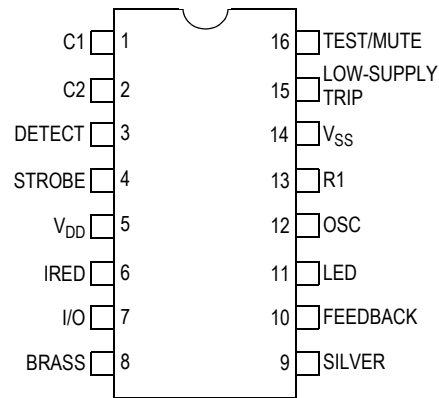 C1 1 16 TEST/MUTE
C2 2 15 LOW-SUPPLY TRIP
DETECT 3 14 VSS
STROBE 4 13 R1
VDD 5 12 OSC
IRED 6 11 LED
I/O 7 10 FEEDBACK
BRASS 8 9 SILVER